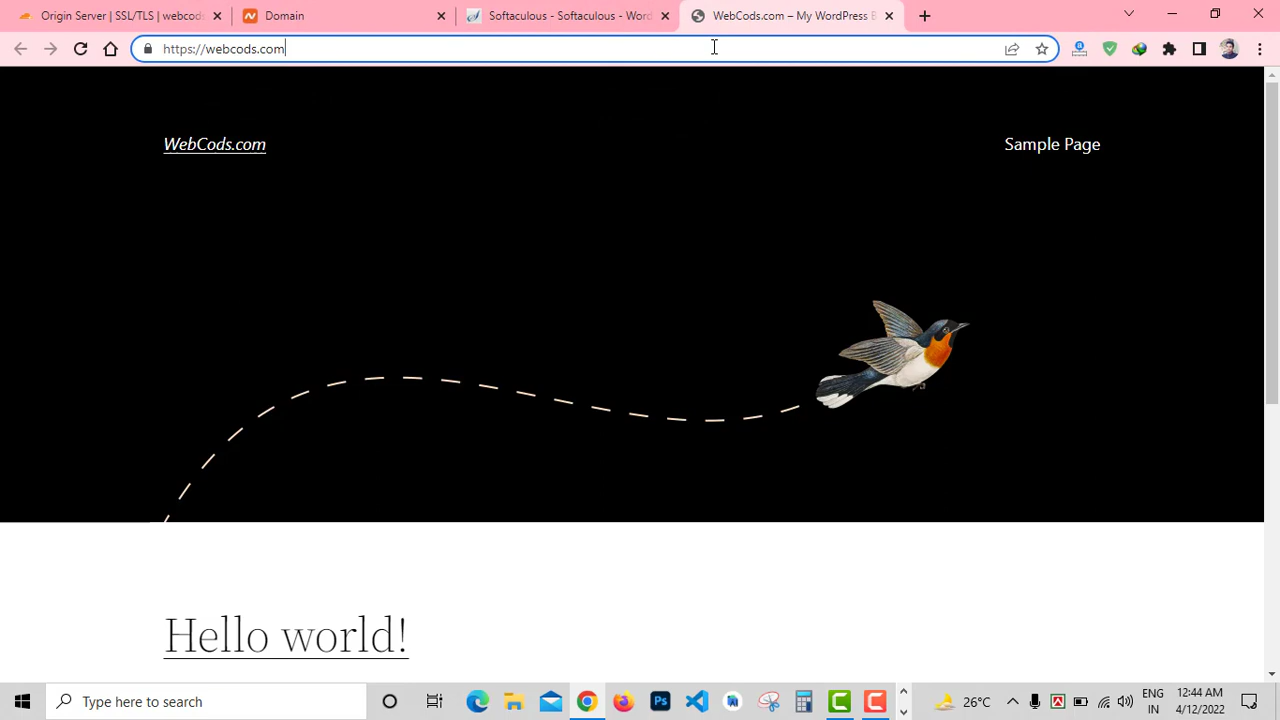 Origin Server | SSL/TLS | webcods
Domain
Softaculous - Softaculous - Word
WebCods.com – My WordPress B
https://webcods.com
WebCods.com
Sample Page
Hello world!
Type here to search
26°C
ENG
IN
12:44 AM
4/12/2022